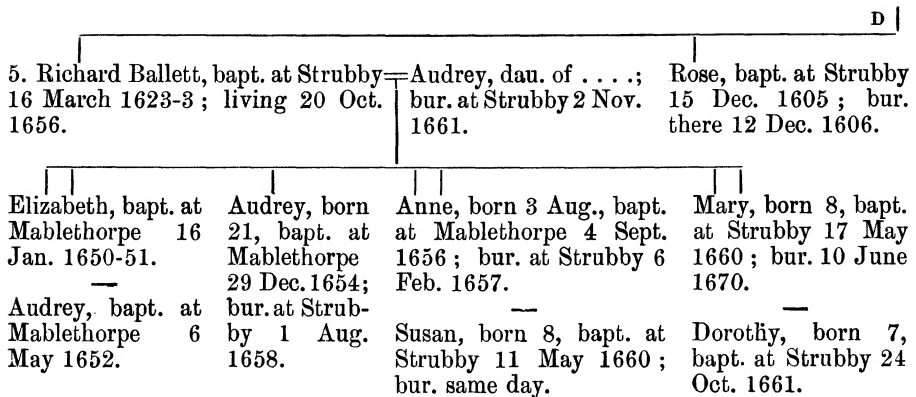 D
5. Richard Ballett, bapt. at Strubby
16 March 1623-3 ; living 20 Oct.
1656.
Audrey, dau. of . . . . ;
bur. at Strubby 2 Nov.
1661.
Rose, bapt. at Strubby
15 Dec. 1605 ; bur.
there 12 Dec. 1606.
Elizabeth, bapt. at
Mablethorpe 16
Jan. 1650-51.
Audrey, bapt. at
Mablethorpe 6
May 1652.
Audrey, born
21, bapt. at
Mablethorpe
29 Dec. 1654;
bur. at Strub-
by 1 Aug.
1658.
Anne, born 3 Aug., bapt.
at Mablethorpe 4 Sept.
1656 ; bur. at Strubby 6
Feb. 1657.
Susan, born 8, bapt. at
Strubby 11 May 1660 ;
bur. same day.
Mary, born 8, bapt.
at Strubby 17 May
1660 ; bur. 10 June
1670.
Dorothy, born 7,
bapt. at Strubby 24
Oct. 1661.